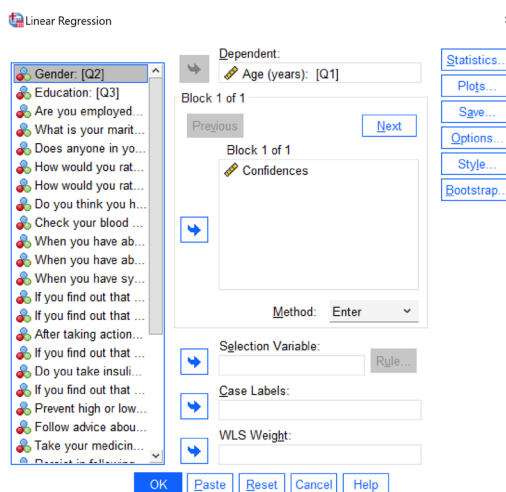 Linear Regression
Dependent:
Age (years): [Q1]
Block 1 of 1
Previous
Next
Block 1 of 1
Confidences
Method: Enter
Selection Variable:
Rule...
Case Labels:
WLS Weight:
Gender: [Q2]
Education: [Q3]
Are you employed...
What is your marit...
Does anyone in yo...
How would you rat...
How would you rat...
Do you think you h...
Check your blood ...
When you have ab...
When you have ab...
When you have sy...
If you find out that ...
If you find out that ...
After taking action...
If you find out that ...
Do you take insuli...
If you find out that ...
Prevent high or low...
Follow advice abou...
Take your medicin...
Statistics...
Plots...
Save...
Options...
Style...
Bootstrap...
OK
Paste
Reset
Cancel
Help